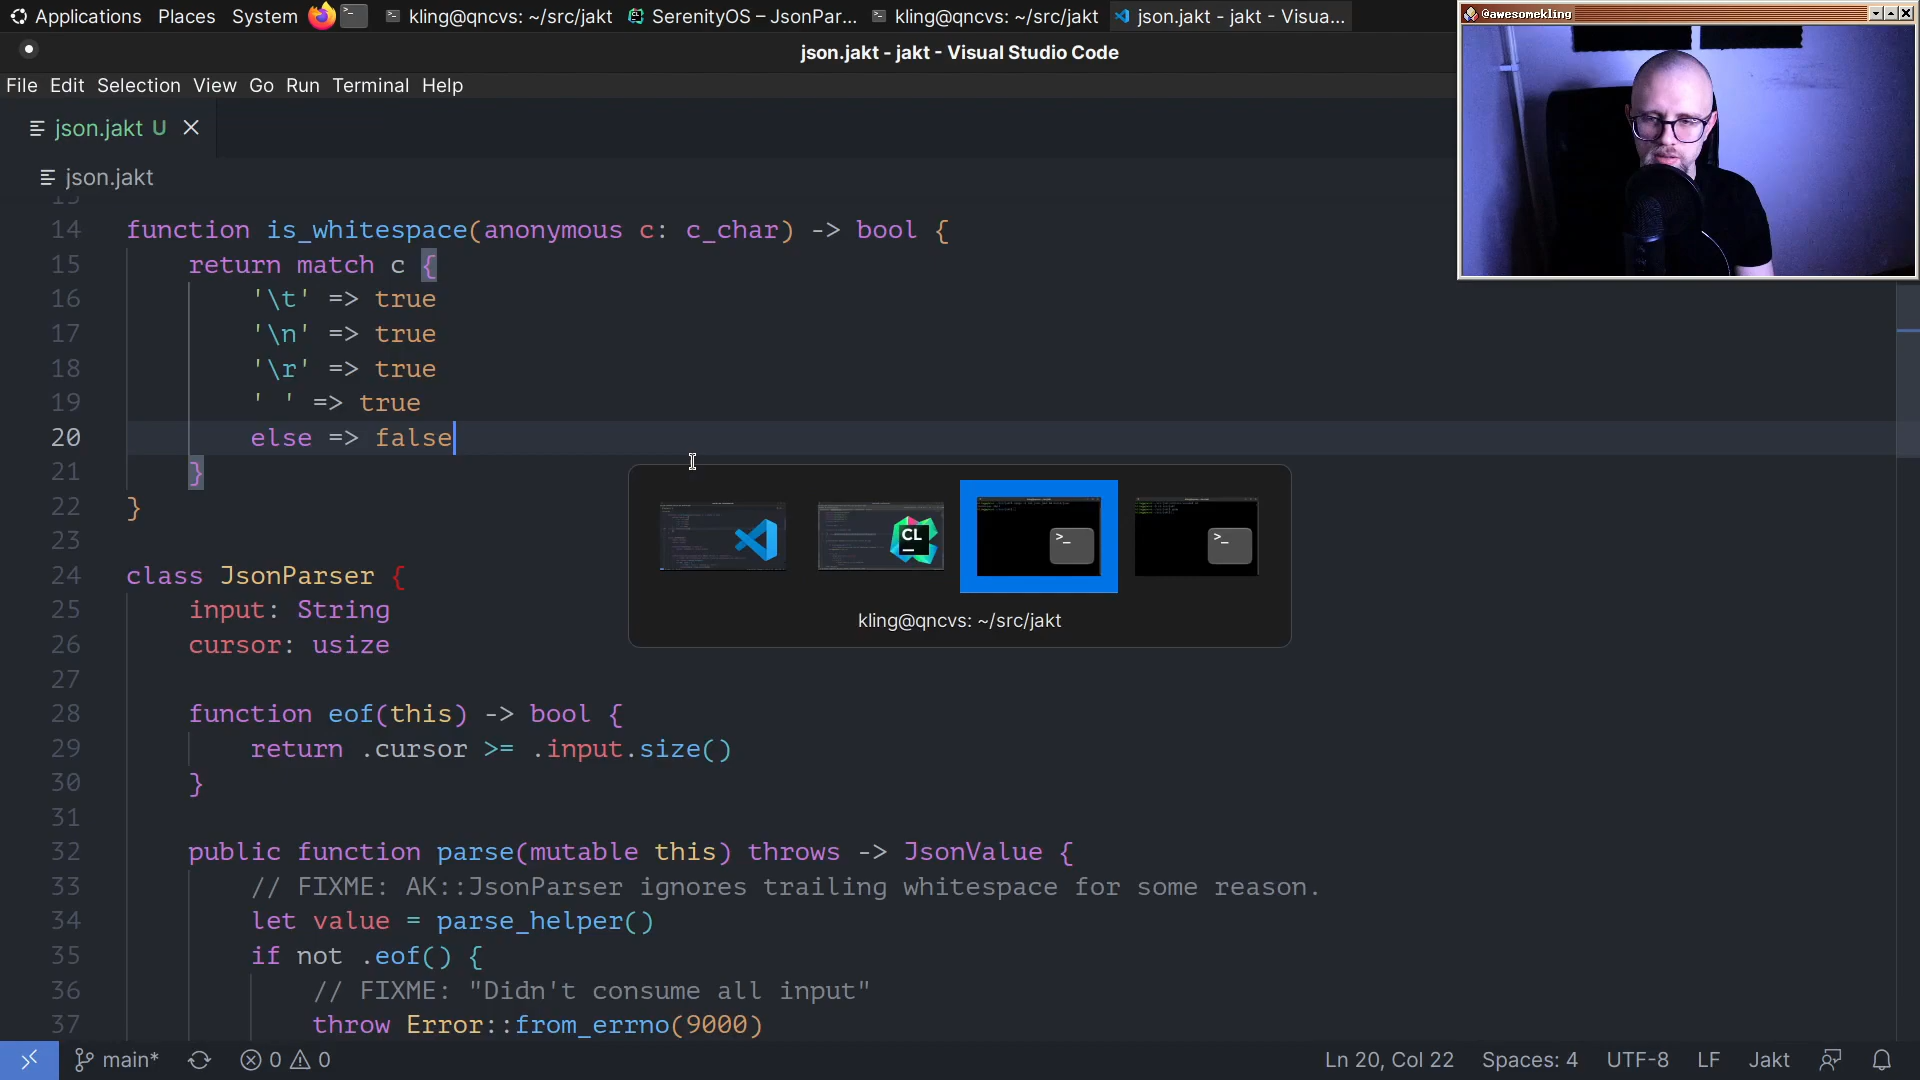 Applications Places System kling@qncvs: ~/src/jakt SerenityOS – JsonPar... kling@qncvs: ~/src/jakt json.jakt - jakt - Visua...
@awesomekling
json.jakt - jakt - Visual Studio Code
File Edit Selection View Go Run Terminal Help
json.jakt U
json.jakt
14 function is_whitespace(anonymous c: c_char) -> bool {
15 return match c {
16 '\t' => true
17 '\n' => true
18 '\r' => true
19 ' ' => true
20 else => false
21 }
22 }
23
24 class JsonParser {
25 input: String
26 cursor: usize
27
28 function eof(this) -> bool {
29 return .cursor >= .input.size()
30 }
31
32 public function parse(mutable this) throws -> JsonValue {
33 // FIXME: AK::JsonParser ignores trailing whitespace for some reason.
34 let value = parse_helper()
35 if not .eof() {
36 // FIXME: "Didn't consume all input"
37 throw Error::from_errno(9000)
CL
>_
>_
kling@qncvs: ~/src/jakt
main* 0 0 Ln 20, Col 22 Spaces: 4 UTF-8 LF Jakt